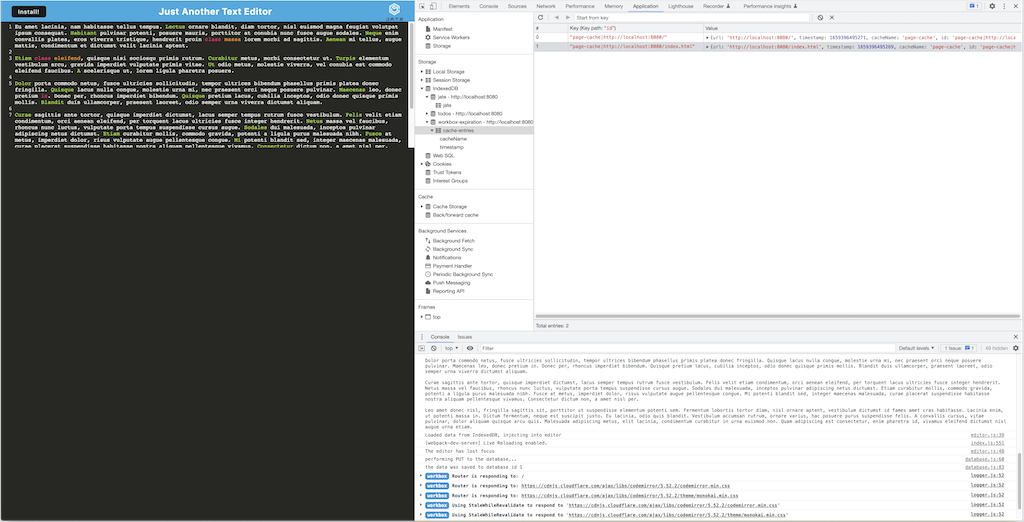 Install!
Just Another Text Editor
JATE
1 Eu amet lacinia, nam habitasse tellus tempus. Lectus ornare blandit, diam tortor, nisl euismod magna feugiat volutpat
ipsum consequat. Habitant pulvinar potenti, posuere mauris, porttitor at conubia nunc fusce augue sodales. Neque enim
convallis platea, eros viverra tristique, hendrerit proin class massa lorem morbi ad sagittis. Aenean mi tellus, augue
mattis, condimentum et dictumst velit lacinia aptent.
2
3 Etiam class eleifend, quisque nisi sociosqu primis rutrum. Curabitur metus, morbi consectetur ut. Turpis elementum
vestibulum arcu, gravida imperdiet vulputate primis vitae. Ut odio metus, molestie viverra, vel conubia est commodo
eleifend faucibus. A scelerisque ut, lorem ligula pharetra posuere.
4
5 Dolor porta commodo netus, fusce ultricies sollicitudin, tempor ultrices bibendum phasellus primis platea donec
fringilla. Quisque lacus nulla congue, molestie urna mi, nec praesent orci neque posuere pulvinar. Maecenas leo, donec
pretium in. Donec per, rhoncus imperdiet bibendum. Quisque pretium lacus, cubilia inceptos, odio donec quisque primis
mollis. Blandit duis ullamcorper, praesent laoreet, odio semper urna viverra dictumst aliquam.
6
7 Curae sagittis ante tortor, quisque imperdiet dictumst, lacus semper tempus rutrum fusce vestibulum. Felis velit etiam
condimentum, orci aenean eleifend, per torquent lacus ultricies fusce integer hendrerit. Netus massa vel faucibus,
rhoncus nunc luctus, vulputate porta tempus suspendisse cursus augue. Sodales dui malesuada, inceptos pulvinar
adipiscing netus dictumst. Etiam curabitur mollis, commodo gravida, potenti a ligula purus malesuada nibh. Fusce at
metus, imperdiet dolor, risus vulputate augue pellentesque congue. Mi potenti blandit sed, integer maecenas malesuada,
curae placerat suspendisse habitasse nostra aliquam pellentesque vivamus. Consectetur dictum non, a amet nisl per.
Elements
Console
Sources
Network
Performance
Memory
Application
Lighthouse
Recorder
Performance insights
1
Application
Manifest
Service Workers
Storage
Storage
Local Storage
Session Storage
IndexedDB
jate - http://localhost:8080
jate
todos - http://localhost:8080
workbox-expiration - http://localhost:8080
cache-entries
cacheName
timestamp
Web SQL
Cookies
Trust Tokens
Interest Groups
Cache
Cache Storage
Back/forward cache
Background Services
Background Fetch
Background Sync
Notifications
Payment Handler
Periodic Background Sync
Push Messaging
Reporting API
Frames
top
Start from key
# Key (Key path: "id") Value
0 "page-cache|http://localhost:8080/" {url: 'http://localhost:8080/', timestamp: 1659396495271, cacheName: 'page-cache', id: 'page-cache|http://loca
1 "page-cache|http://localhost:8080/index.html" {url: 'http://localhost:8080/index.html', timestamp: 1659396495269, cacheName: 'page-cache'
Total entries: 2
Console Issues
top
Filter
Default levels
1 Issue: 1
49 hidden
Dolor porta commodo netus, fusce ultricies sollicitudin, tempor ultrices bibendum phasellus primis platea donec fringilla. Quisque lacus nulla congue, molestie urna mi, nec praesent orci neque posuere
pulvinar. Maecenas leo, donec pretium in. Donec per, rhoncus imperdiet bibendum. Quisque pretium lacus, cubilia inceptos, odio donec quisque primis mollis. Blandit duis ullamcorper, praesent laoreet, odio
semper urna viverra dictumst aliquam.
Curae sagittis ante tortor, quisque imperdiet dictumst, lacus semper tempus rutrum fusce vestibulum. Felis velit etiam condimentum, orci aenean eleifend, per torquent lacus ultricies fusce integer hendrerit.
Netus massa vel faucibus, rhoncus nunc luctus, vulputate porta tempus suspendisse cursus augue. Sodales dui malesuada, inceptos pulvinar adipiscing netus dictumst. Etiam curabitur mollis, commodo gravida,
potenti a ligula purus malesuada nibh. Fusce at metus, imperdiet dolor, risus vulputate augue pellentesque congue. Mi potenti blandit sed, integer maecenas malesuada, curae placerat suspendisse habitasse
nostra aliquam pellentesque vivamus. Consectetur dictum non, a amet nisl per.
Leo amet donec nisl, fringilla sagittis sit, porttitor ut suspendisse elementum potenti sem. Fermentum lobortis tortor diam, nisl ornare aptent, vestibulum dictumst id fames amet cras habitasse. Lacinia enim,
ut potenti massa in. Dictum fermentum, neque est suscipit justo. Eu lacinia, odio quis blandit. Vestibulum accumsan rutrum, ornare varius, hac posuere purus suspendisse felis. A convallis cursus, vitae
pulvinar, dolor aliquam quisque arcu quis. Malesuada adipiscing metus, elit lacinia, condimentum curabitur in urna euismod non. Quam adipiscing est consectetur, enim pharetra id, vivamus eleifend dictumst nisl
augue urna etiam.
Loaded data from IndexedDB, injecting into editor editor.js:39
[webpack-dev-server] Live Reloading enabled. index.js:551
The editor has lost focus editor.js:48
performing PUT to the database... database.js:60
the data was saved to database id 1 database.js:83
workbox Router is responding to: / logger.js:52
workbox Router is responding to: https://cdnjs.cloudflare.com/ajax/libs/codemirror/5.52.2/codemirror.min.css logger.js:52
workbox Router is responding to: https://cdnjs.cloudflare.com/ajax/libs/codemirror/5.52.2/theme/monokai.min.css logger.js:52
workbox Using StaleWhileRevalidate to respond to 'https://cdnjs.cloudflare.com/ajax/libs/codemirror/5.52.2/codemirror.min.css' logger.js:52
workbox Using StaleWhileRevalidate to respond to 'https://cdnjs.cloudflare.com/ajax/libs/codemirror/5.52.2/theme/monokai.min.css' logger.js:52